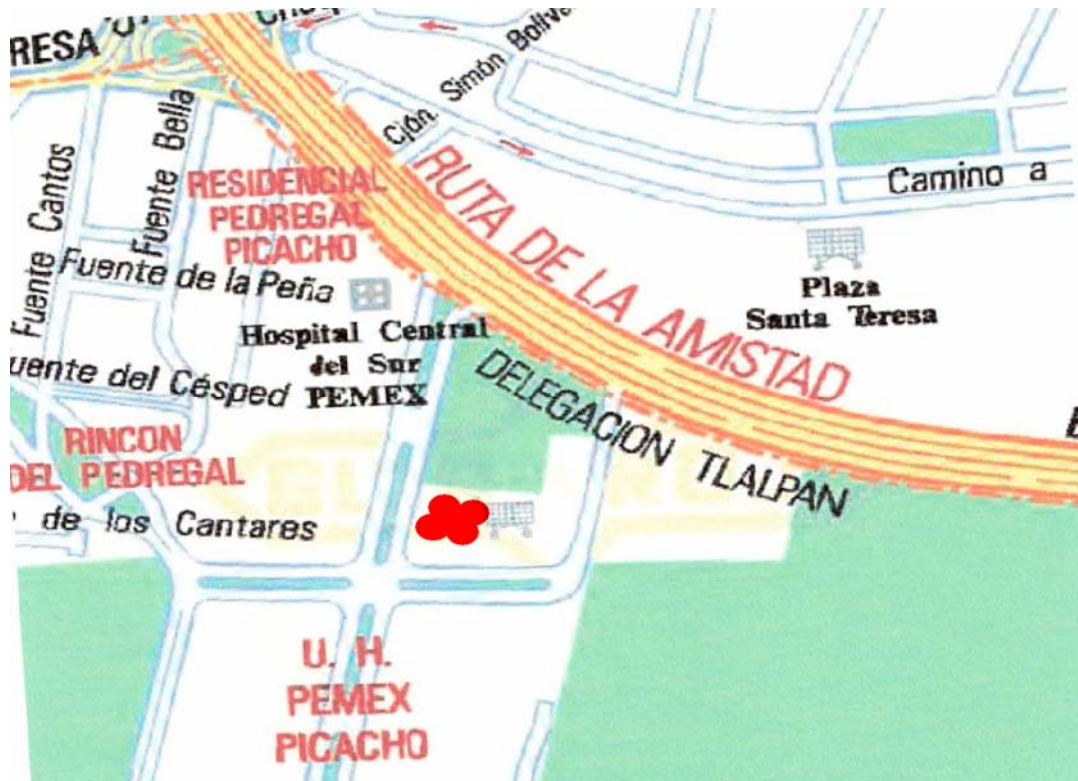 RESA
Cjón. Simón Boliva
Camino a
RUTA DE LA AMISTAD
Fuente Cantos
Fuente Bella
RESIDENCIAL
PEDREGAL
PICACHO
Fuente de la Peña
Plaza
Santa Teresa
Hospital Central
del Sur
PEMEX
uente del Césped
DELEGACION TLALPAN
RINCON
DEL PEDREGAL
de los Cantares
U. H.
PEMEX
PICACHO